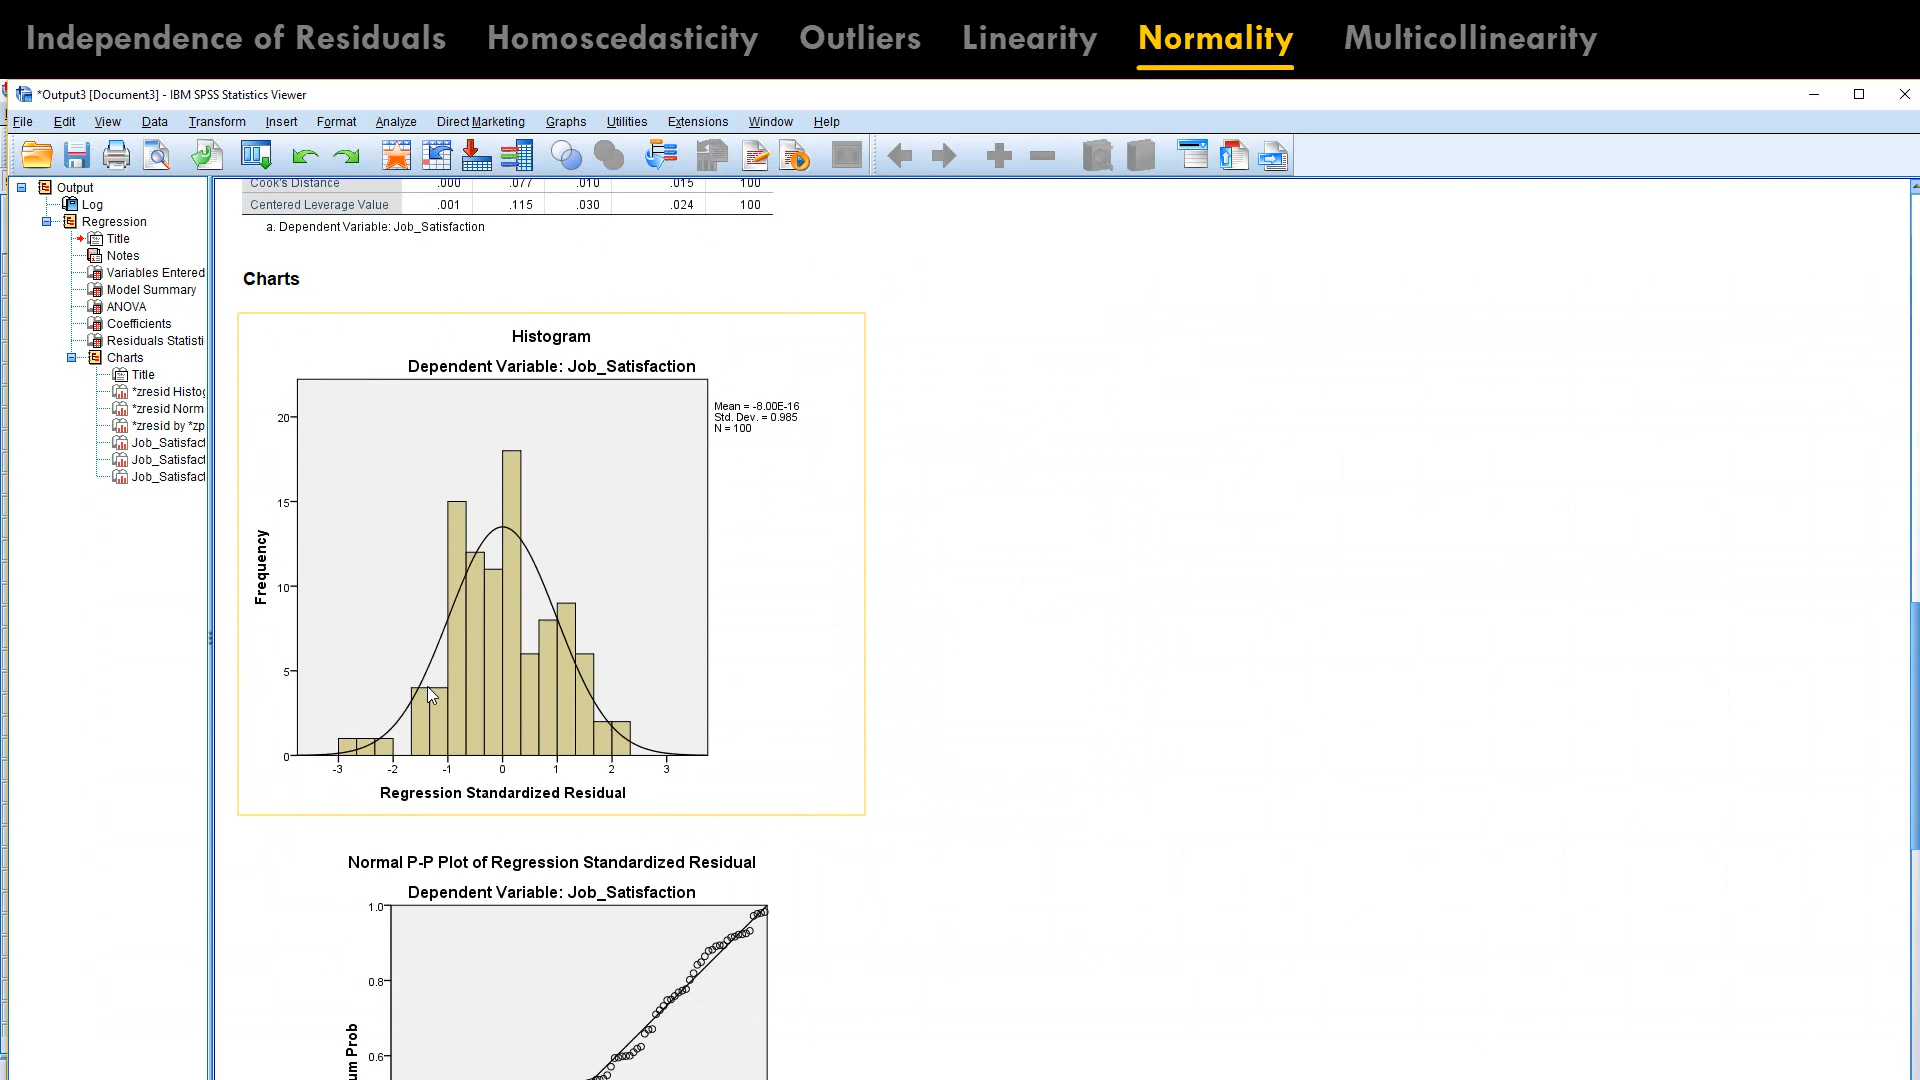 Independence of Residuals Homoscedasticity Outliers Linearity Normality Multicollinearity
*Output3 [Document3] - IBM SPSS Statistics Viewer
File Edit View Data Transform Insert Format Analyze Direct Marketing Graphs Utilities Extensions Window Help
Output
Log
Regression
Title
Notes
Variables Entered
Model Summary
ANOVA
Coefficients
Residuals Statisti
Charts
Title
*zresid Histog
*zresid Norm
*zresid by *zp
Job_Satisfact
Job_Satisfact
Job_Satisfact
Cook's Distance .000 .077 .010 .015 100
Centered Leverage Value .001 .115 .030 .024 100
a. Dependent Variable: Job_Satisfaction
Charts
Histogram
Dependent Variable: Job_Satisfaction
Mean = -8.00E-16
Std. Dev. = 0.985
N = 100
20
15
10
5
0
Frequency
-3 -2 -1 0 1 2 3
Regression Standardized Residual
Normal P-P Plot of Regression Standardized Residual
Dependent Variable: Job_Satisfaction
1.0
0.8
0.6
um Prob